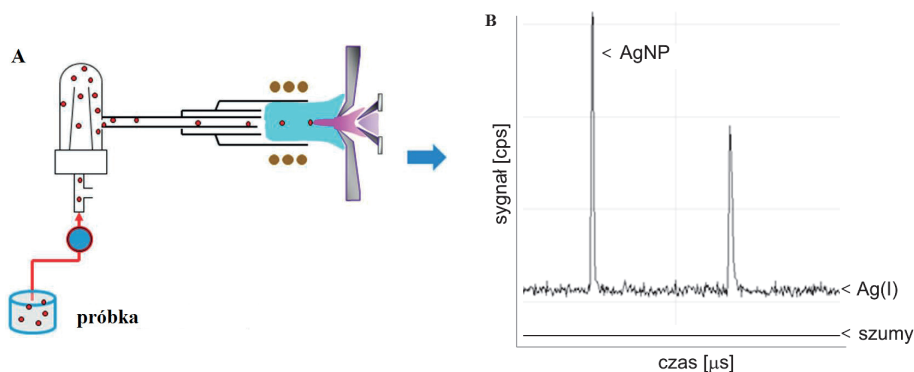 A
próbka
B
< AgNP
sygnał [cps]
< Ag(I)
< szumy
czas [μs]